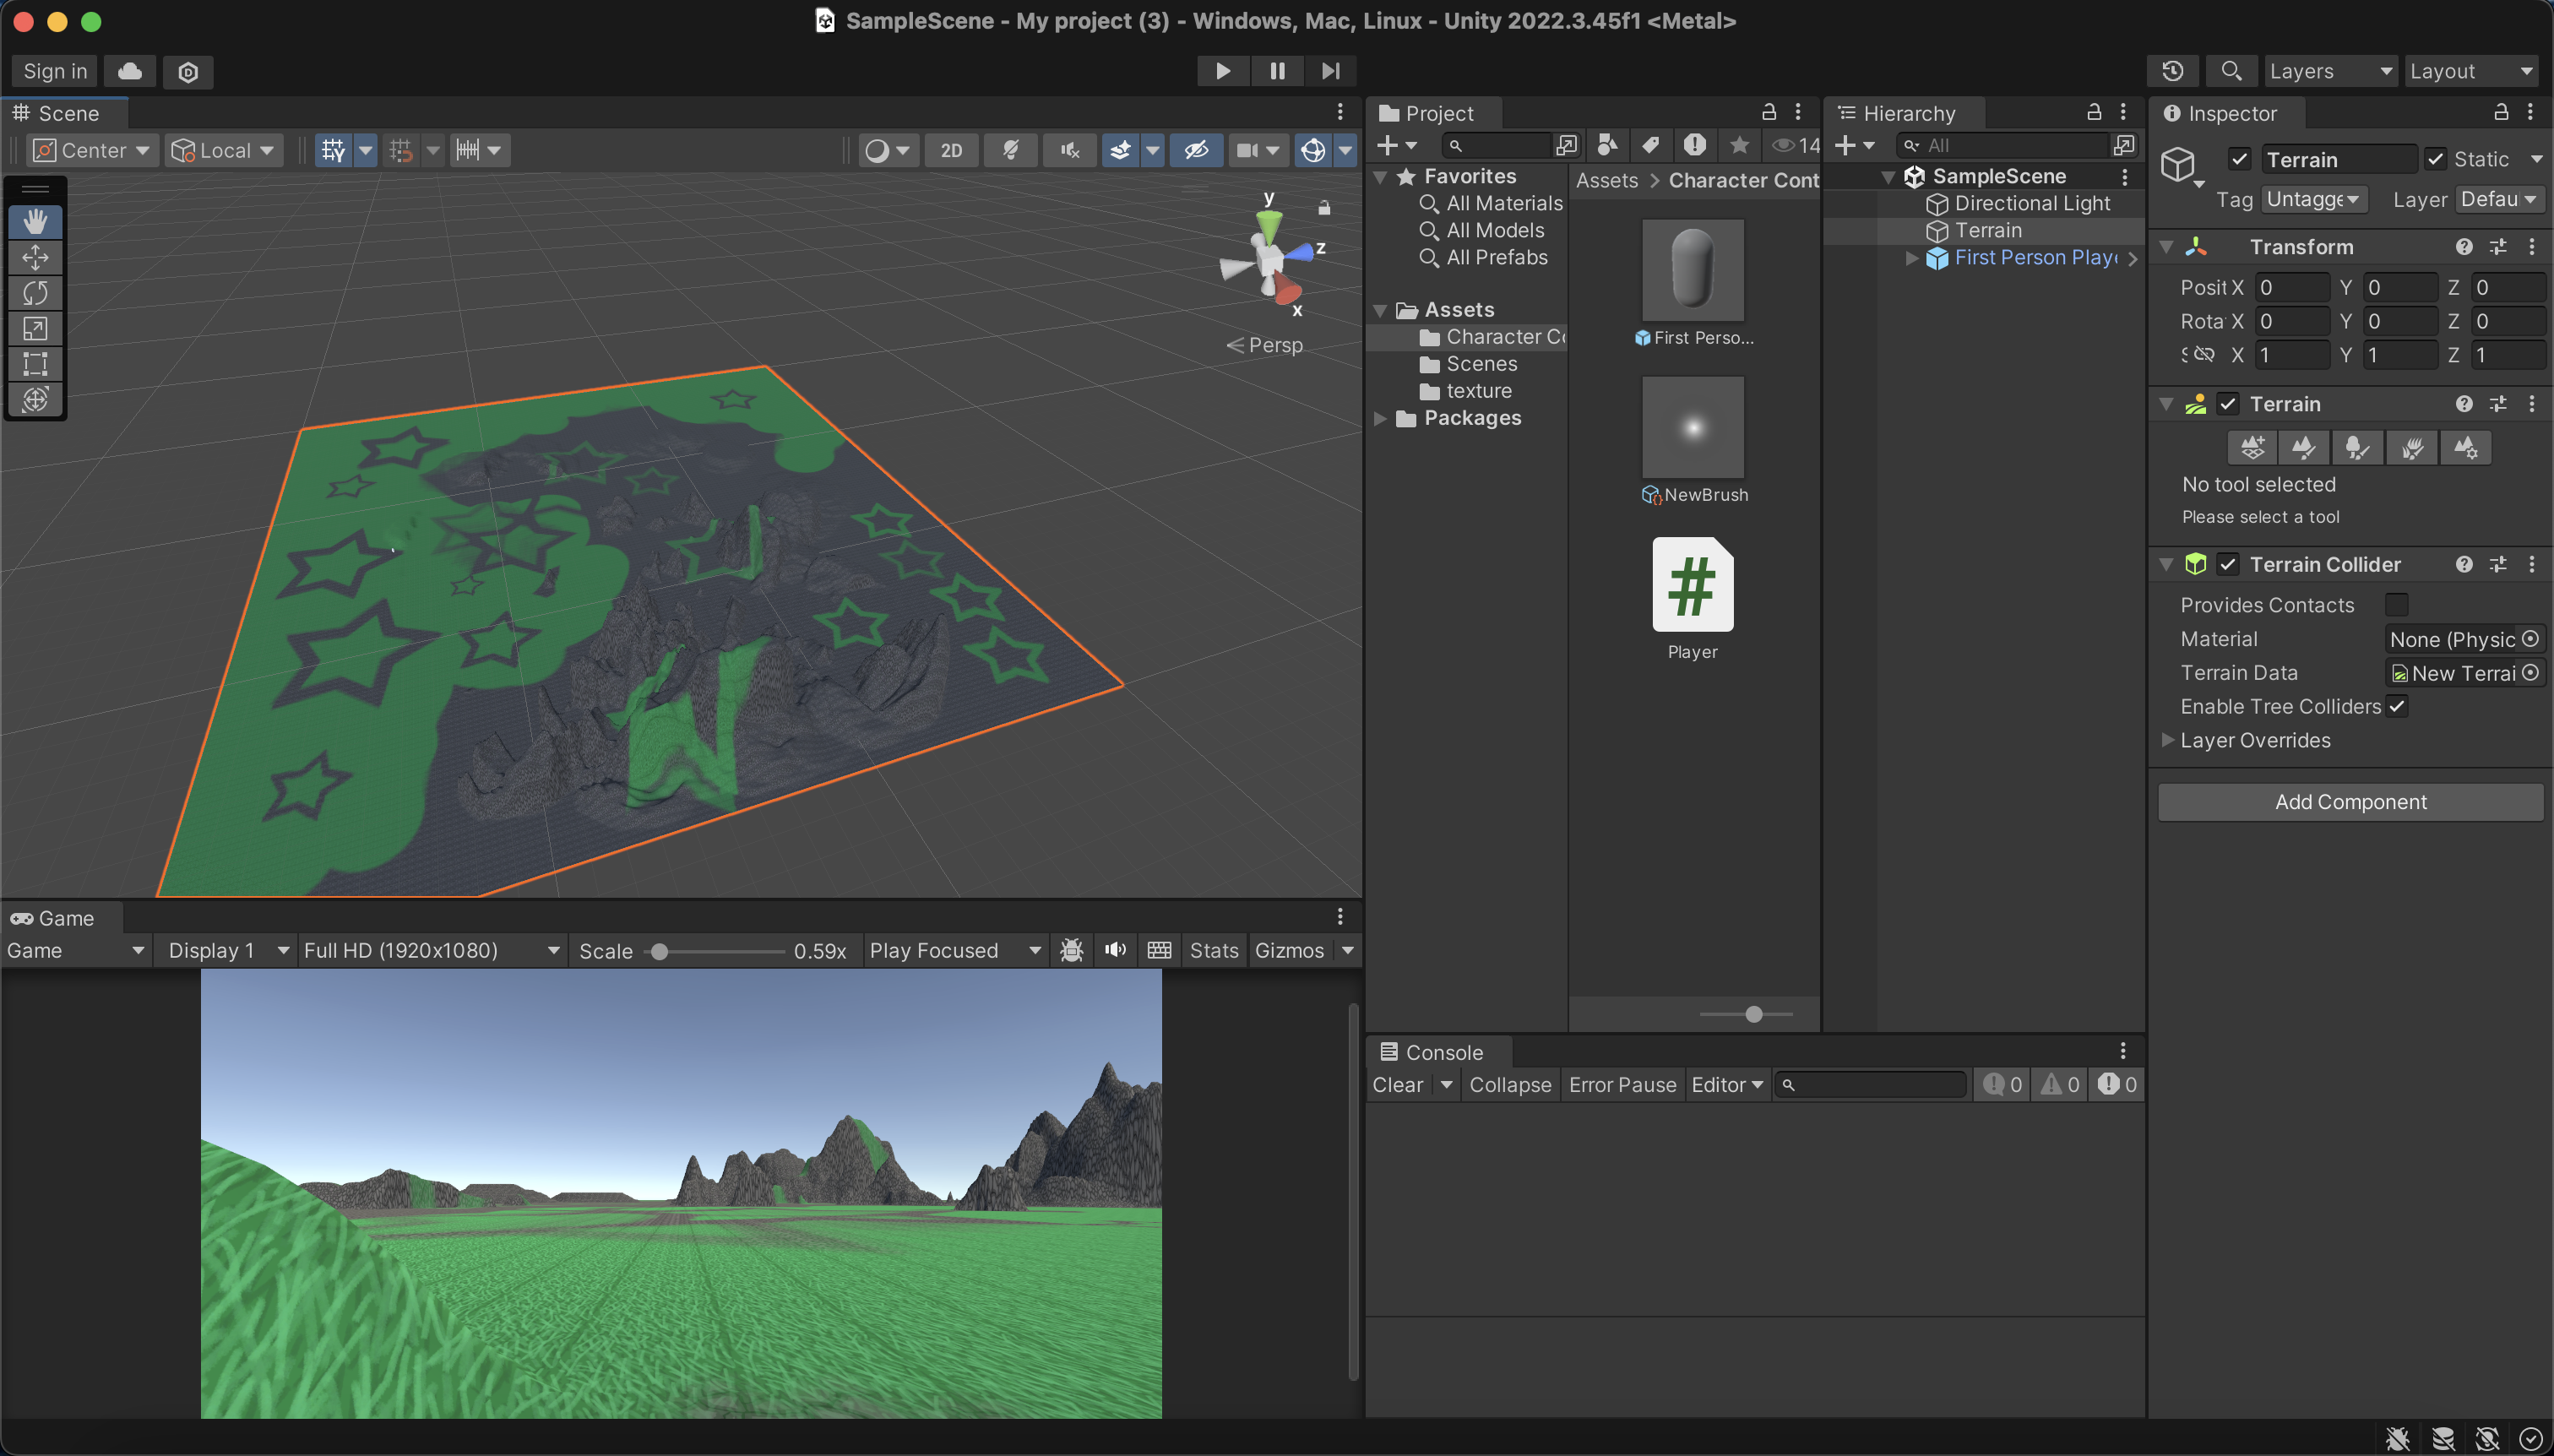 SampleScene - My project (3) - Windows, Mac, Linux - Unity 2022.3.45f1 <Metal>
Sign in
Layers
Layout
Scene
Center
Local
2D
y
z
x
Persp
Game
Game
Display 1
Full HD (1920x1080)
Scale
0.59x
Play Focused
Stats
Gizmos
Project
14
Favorites
All Materials
All Models
All Prefabs
Assets
Character Co
Scenes
texture
Packages
Assets > Character Cont
First Perso...
NewBrush
#
Player
Hierarchy
All
SampleScene
Directional Light
Terrain
First Person Playe
Console
Clear
Collapse
Error Pause
Editor
0
0
0
Inspector
Terrain
Static
Tag
Untagge
Layer
Defau
Transform
Posit X 0 Y 0 Z 0
Rota X 0 Y 0 Z 0
S X 1 Y 1 Z 1
Terrain
No tool selected
Please select a tool
Terrain Collider
Provides Contacts
Material
None (Physic
Terrain Data
New Terrai
Enable Tree Colliders
Layer Overrides
Add Component